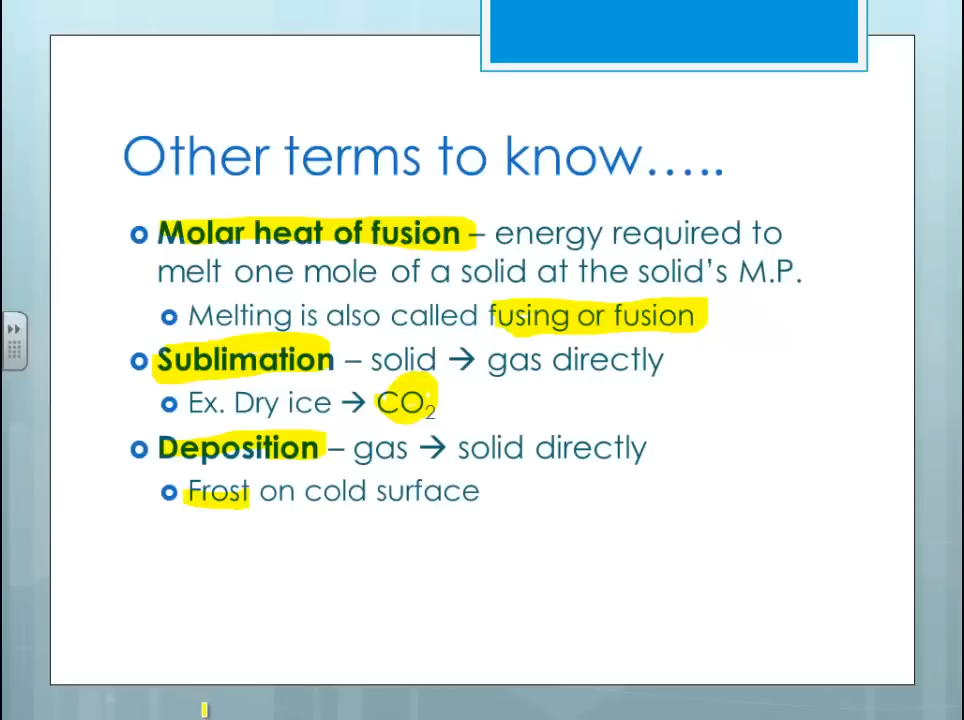 Other terms to know.....
Molar heat of fusion – energy required to
melt one mole of a solid at the solid’s M.P.
Melting is also called fusing or fusion
Sublimation – solid → gas directly
Ex. Dry ice → CO₂
Deposition – gas → solid directly
Frost on cold surface